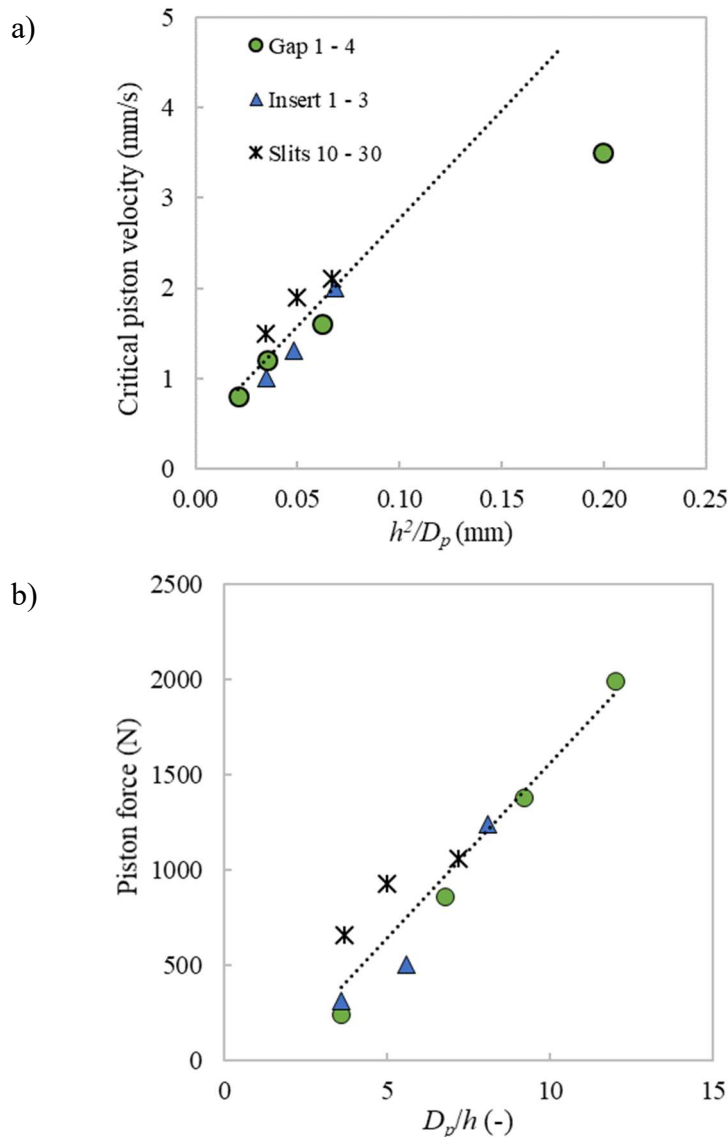 a)
Critical piston velocity (mm/s)
5
4
3
2
1
0
Gap 1 - 4
Insert 1 - 3
Slits 10 - 30
0.00 0.05 0.10 0.15 0.20 0.25
h²/Dₚ (mm)
b)
Piston force (N)
2500
2000
1500
1000
500
0
0 5 10 15
Dₚ/h (-)